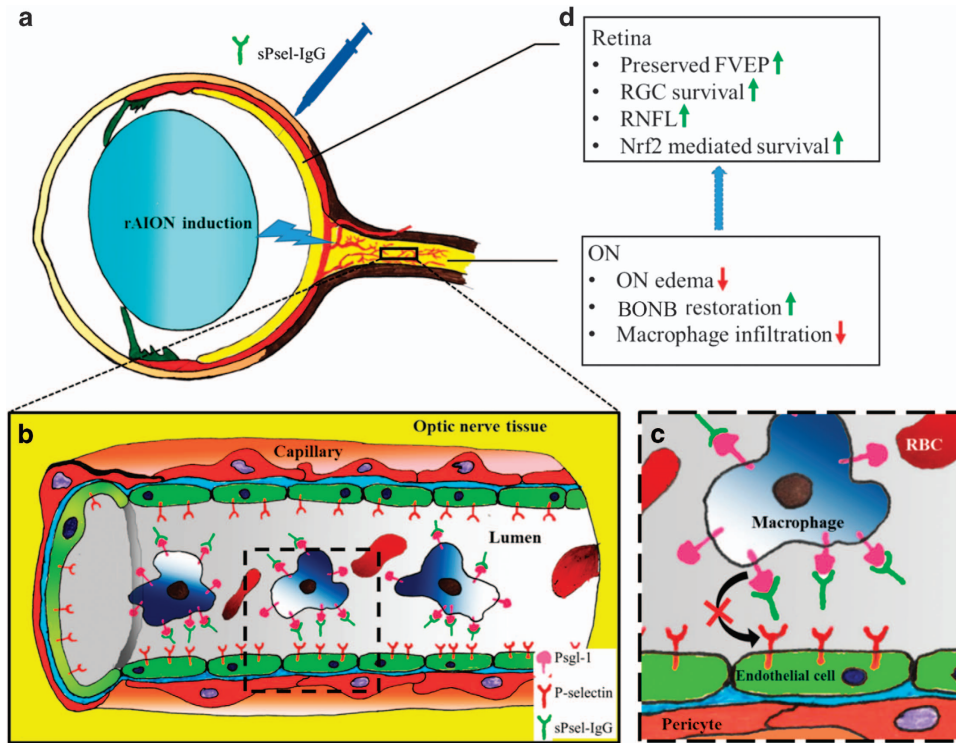 a
sPsel-IgG
rAION induction
d
Retina
• Preserved FVEP
• RGC survival
• RNFL
• Nrf2 mediated survival
ON
• ON edema
• BONB restoration
• Macrophage infiltration
b
Optic nerve tissue
Capillary
Lumen
Psgl-1
P-selectin
sPsel-IgG
c
RBC
Macrophage
Endothelial cell
Pericyte